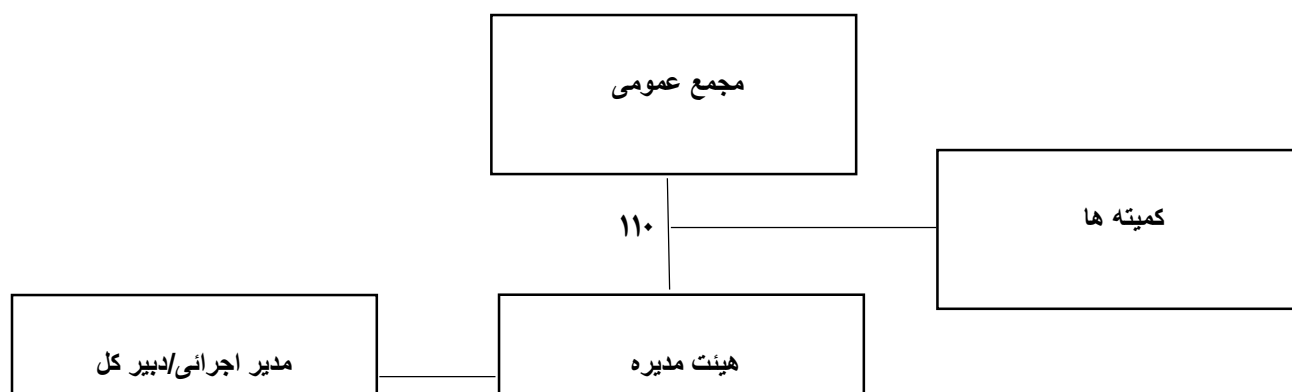 مجمع عمومی
کمیته ها
۱۱۰
هیئت مدیره
مدیر اجرائی/دبیر کل